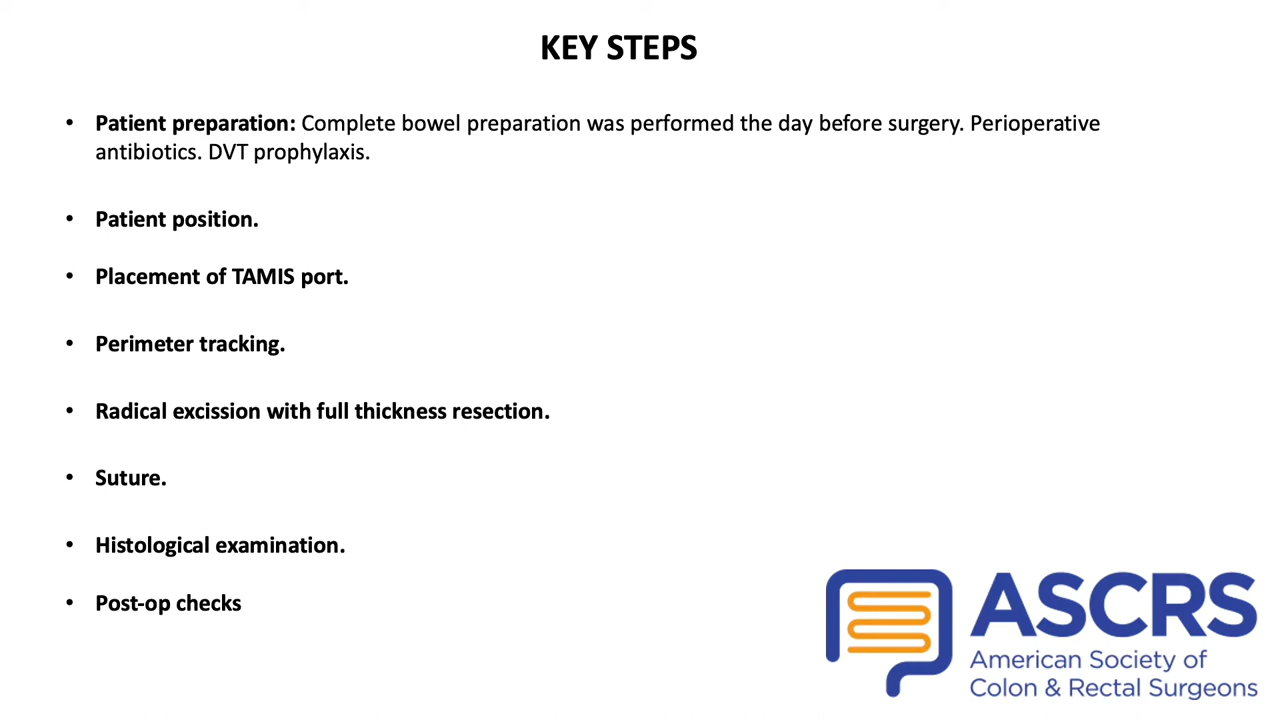 KEY STEPS
• Patient preparation: Complete bowel preparation was performed the day before surgery. Perioperative
antibiotics. DVT prophylaxis.
• Patient position.
• Placement of TAMIS port.
• Perimeter tracking.
• Radical excission with full thickness resection.
• Suture.
• Histological examination.
• Post-op checks
ASCRS
American Society of
Colon & Rectal Surgeons